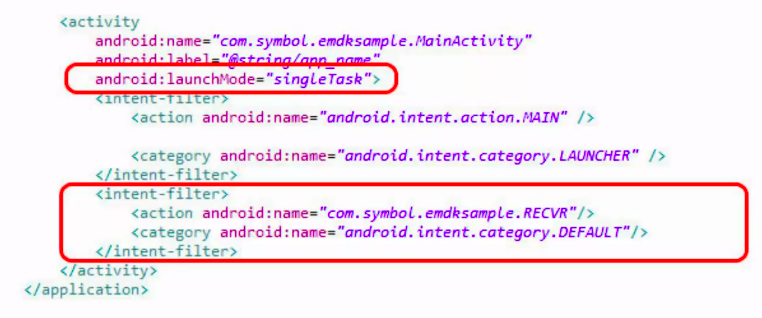 <activity
android:name="com.symbol.emdksample.MainActivity"
android:label="@string/app_name"
android:launchMode="singleTask">
<intent-filter>
<action android:name="android.intent.action.MAIN" />
<category android:name="android.intent.category.LAUNCHER" />
</intent-filter>
<intent-filter>
<action android:name="com.symbol.emdksample.RECVR"/>
<category android:name="android.intent.category.DEFAULT"/>
</intent-filter>
</activity>
</application>